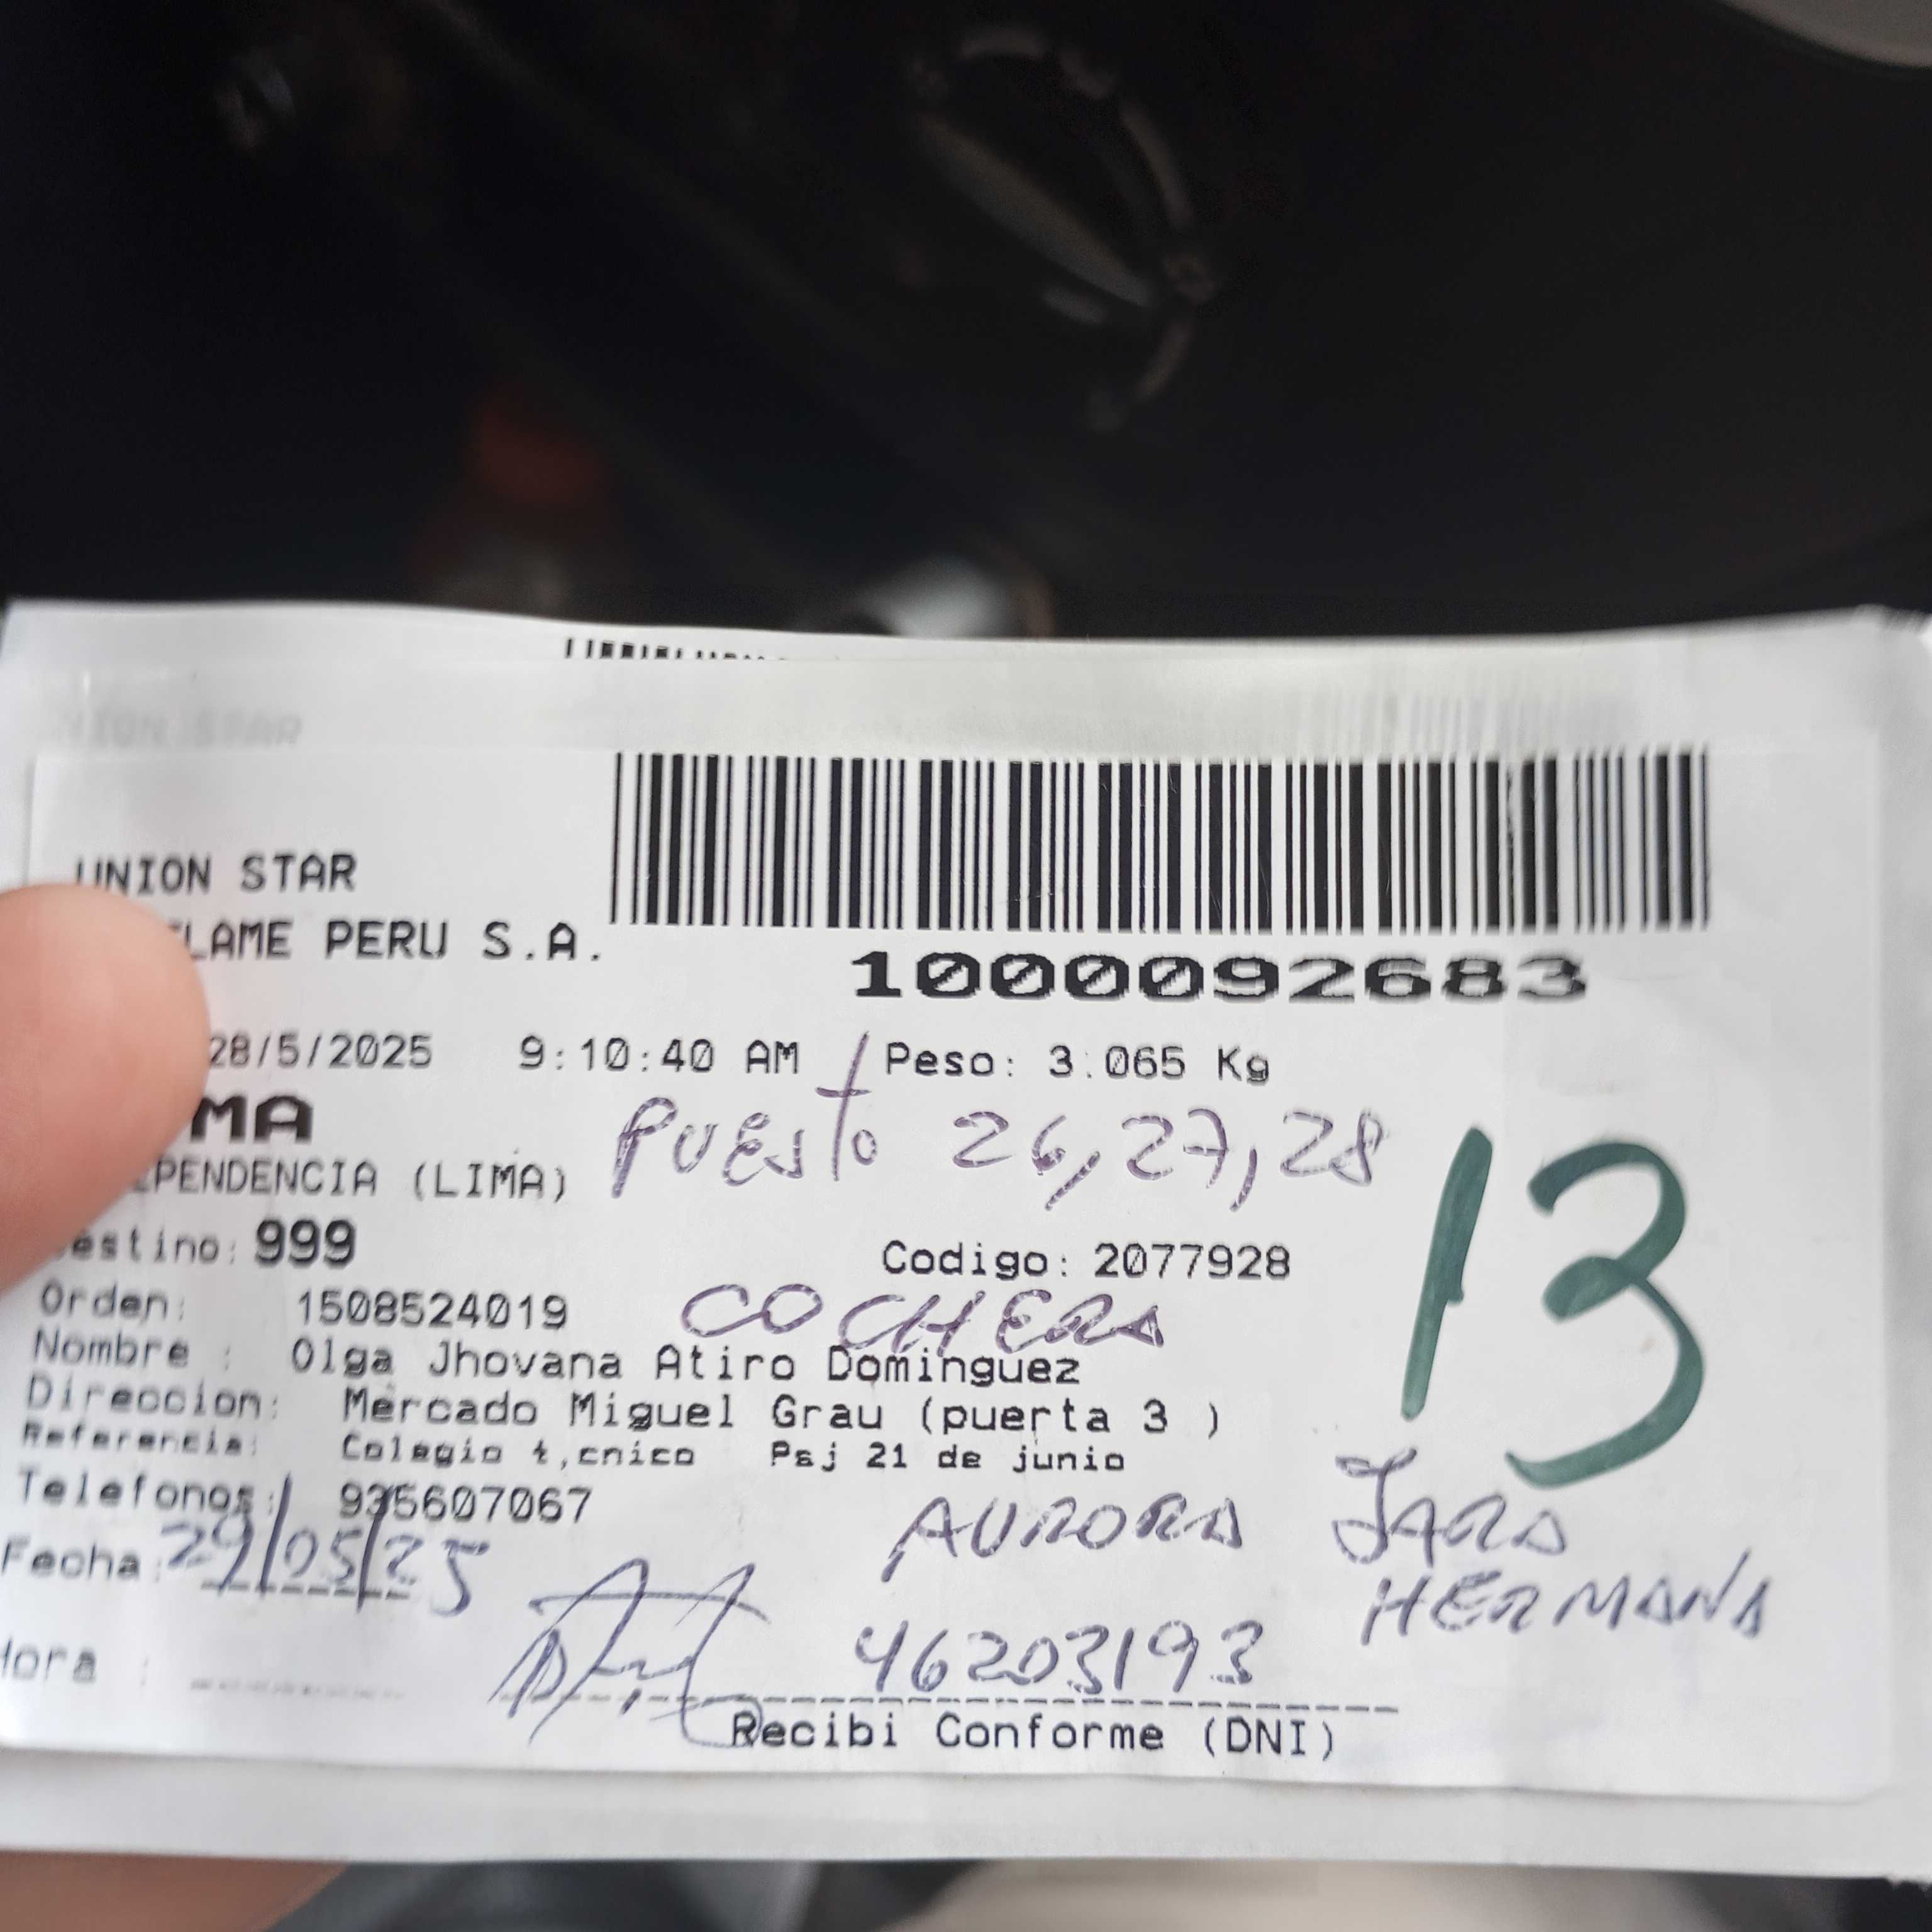 UNION STAR
UNION STAR
LAME PERU S.A.
1000092683
28/5/2025 9:10:40 AM Peso: 3.065 Kg
MA
PUESTO 26,27,28
EPENDENCIA (LIMA)
13
estino: 999
Codigo: 2077928
Orden: 1508524019
COCHERA
Nombre : Olga Jhovana Atiro Dominguez
Direccion: Mercado Miguel Grau (puerta 3 )
Referencia: Colegio t,cnico Psj 21 de junio
Telefonos: 935607067
AURORA JARA
HERMANA
Fecha: 29/05/25
46203193
Hora :
Recibi Conforme (DNI)